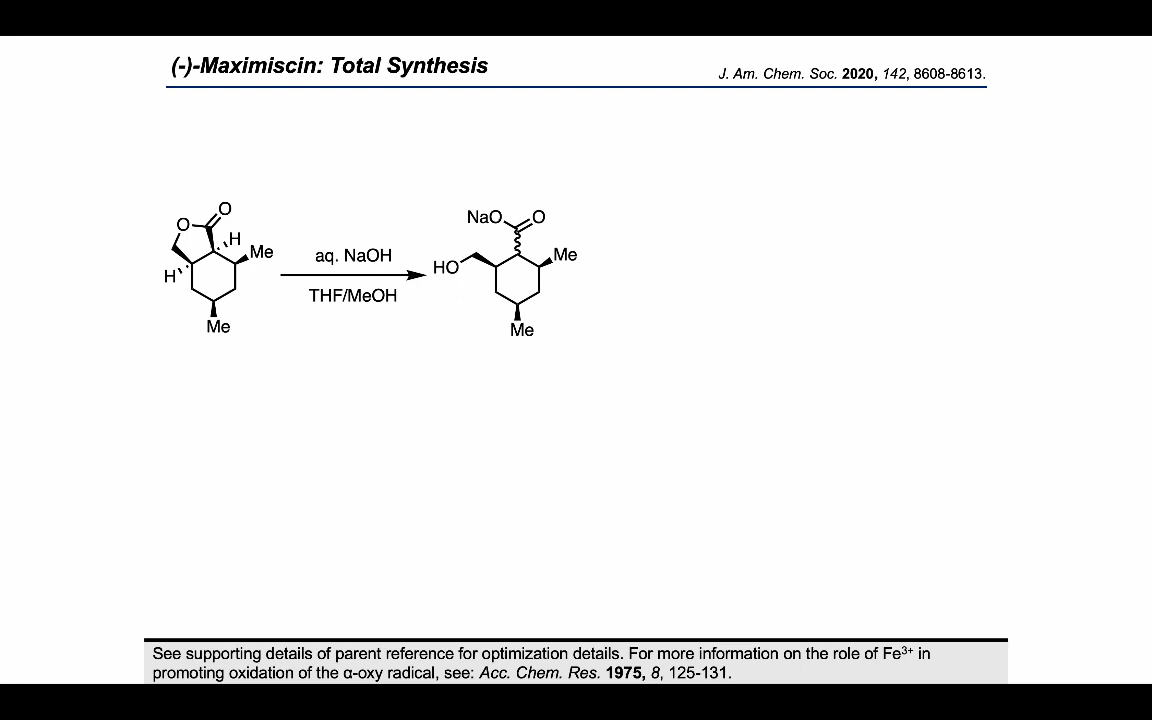 (-)-Maximiscin: Total Synthesis
J. Am. Chem. Soc. 2020, 142, 8608-8613.
O
O
H
Me
H
Me
aq. NaOH
THF/MeOH
NaO
O
HO
Me
Me
See supporting details of parent reference for optimization details. For more information on the role of Fe³⁺ in
promoting oxidation of the α-oxy radical, see: Acc. Chem. Res. 1975, 8, 125-131.